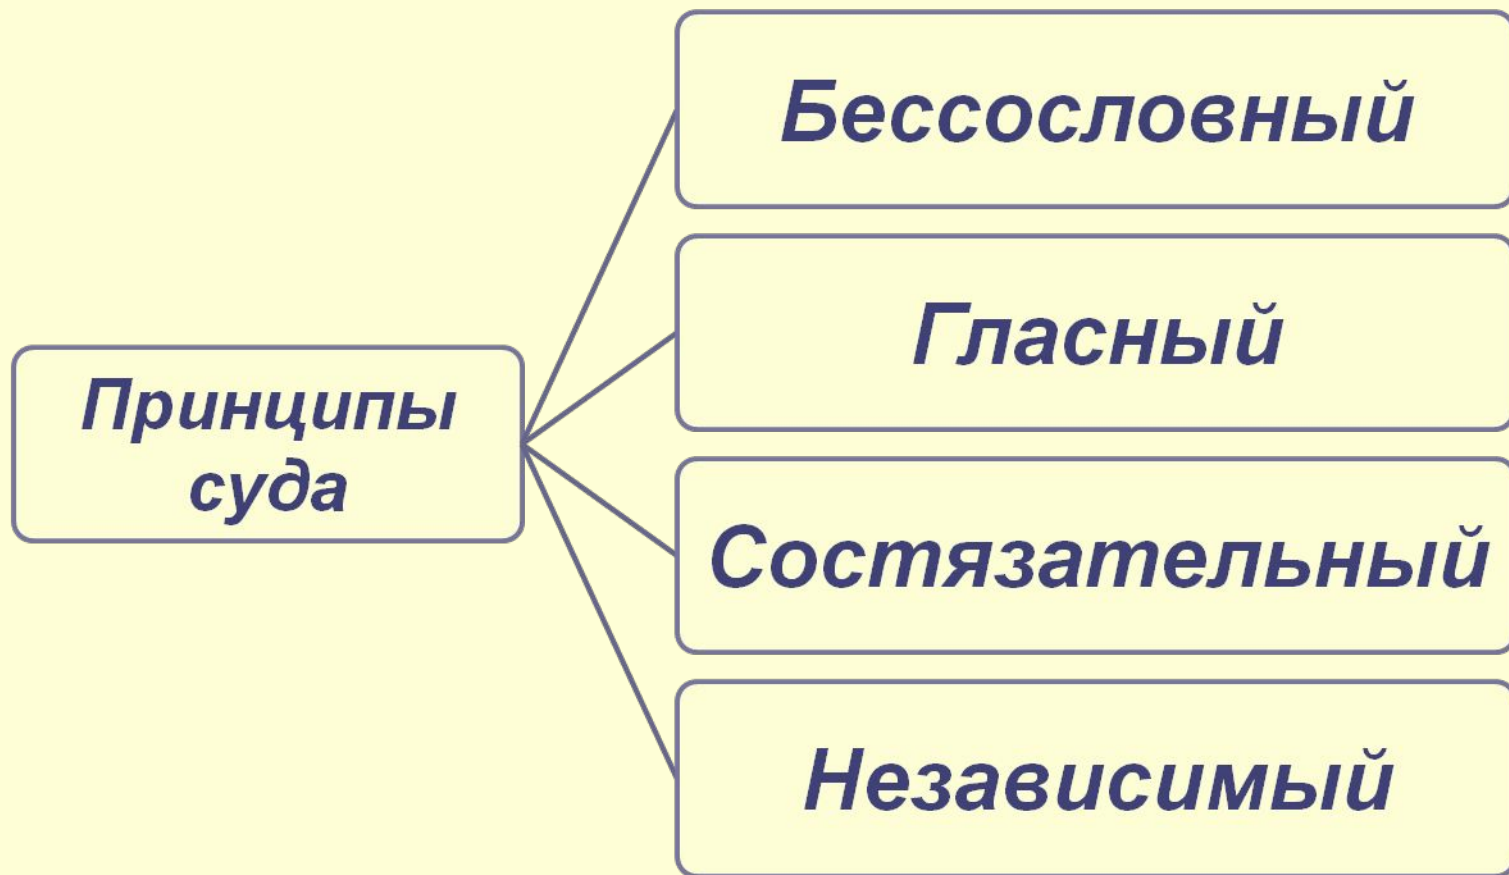 Принципы
суда
Бессословный
Гласный
Состязательный
Независимый